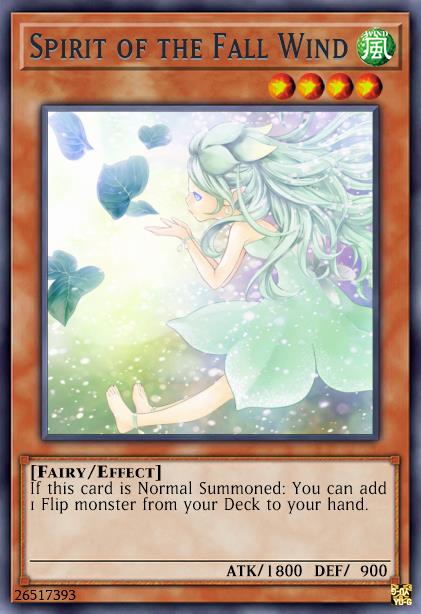 SPIRIT OF THE FALL WIND
WIND
風
[FAIRY/EFFECT]
If this card is Normal Summoned: You can add
1 Flip monster from your Deck to your hand.
ATK/1800 DEF/ 900
26517393